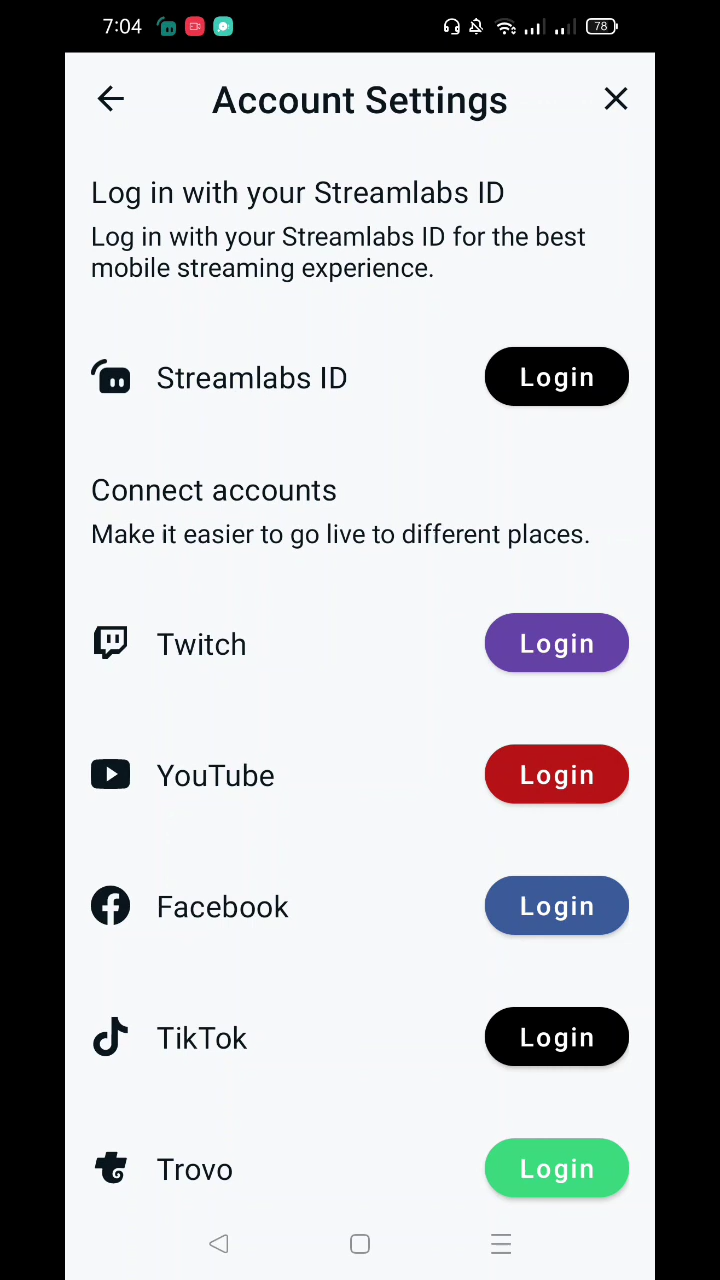 7:04
78
Account Settings
Log in with your Streamlabs ID
Log in with your Streamlabs ID for the best
mobile streaming experience.
Streamlabs ID
Login
Connect accounts
Make it easier to go live to different places.
Twitch
Login
YouTube
Login
Facebook
Login
TikTok
Login
Trovo
Login